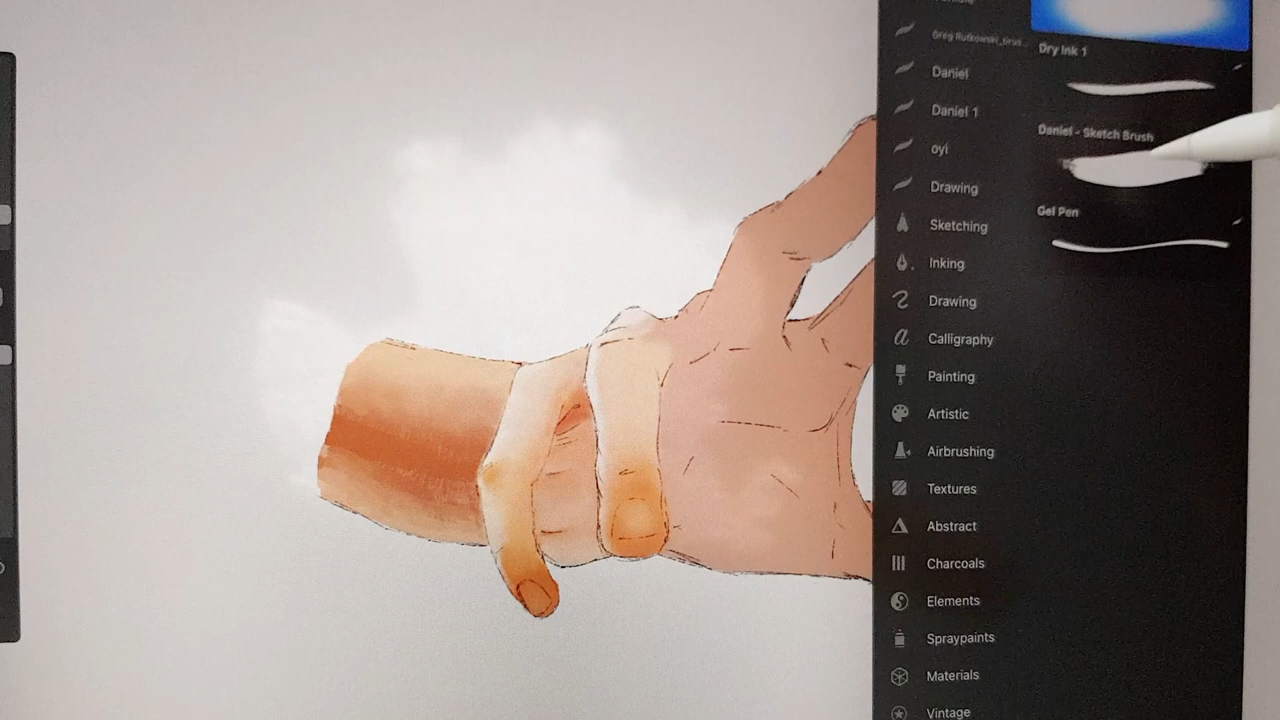 Dry Ink 1
Daniel
Daniel - Sketch Brush
Daniel 1
oyi
Drawing
Gel Pen
Sketching
Inking
Drawing
Calligraphy
Painting
Artistic
Airbrushing
Textures
Abstract
Charcoals
Elements
Spraypaints
Materials
Vintage